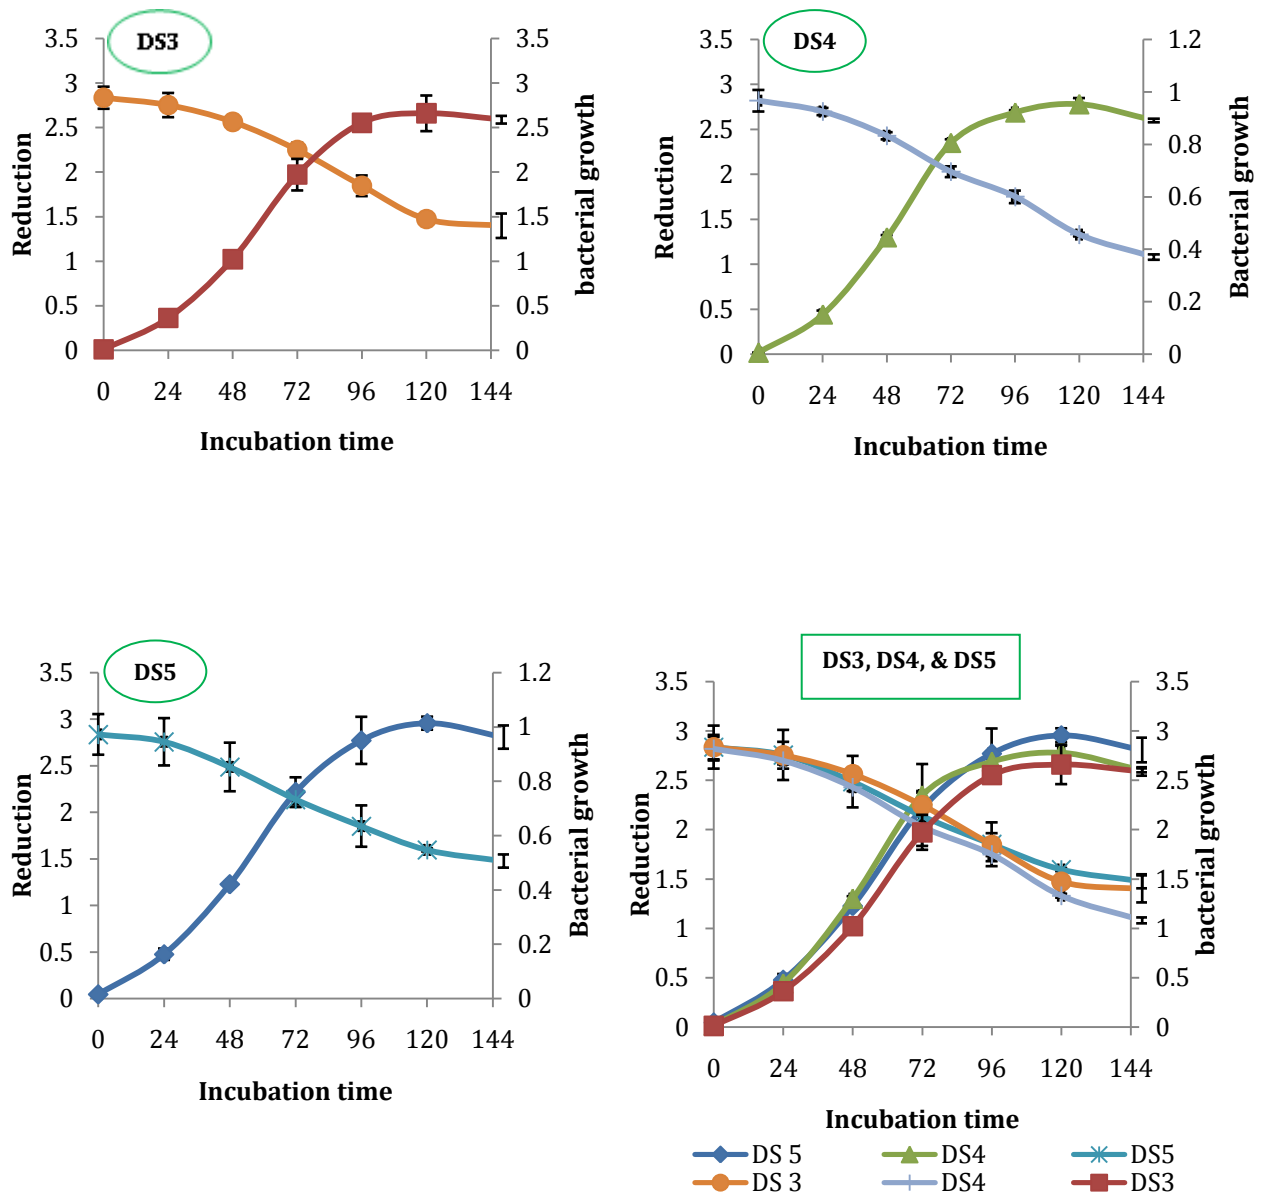 DS3
3.5
3
2.5
2
1.5
1
0.5
0
Reduction
3.5
3
2.5
2
1.5
1
0.5
0
bacterial growth
0 24 48 72 96 120 144
Incubation time
DS4
3.5
3
2.5
2
1.5
1
0.5
0
Reduction
1.2
1
0.8
0.6
0.4
0.2
0
Bacterial growth
0 24 48 72 96 120 144
Incubation time
DS5
3.5
3
2.5
2
1.5
1
0.5
0
Reduction
1.2
1
0.8
0.6
0.4
0.2
0
Bacterial growth
0 24 48 72 96 120 144
Incubation time
DS3, DS4, & DS5
3.5
3
2.5
2
1.5
1
0.5
0
Reduction
3.5
3
2.5
2
1.5
1
0.5
0
bacterial growth
0 24 48 72 96 120 144
Incubation time
DS 5 DS4 DS5
DS 3 DS4 DS3